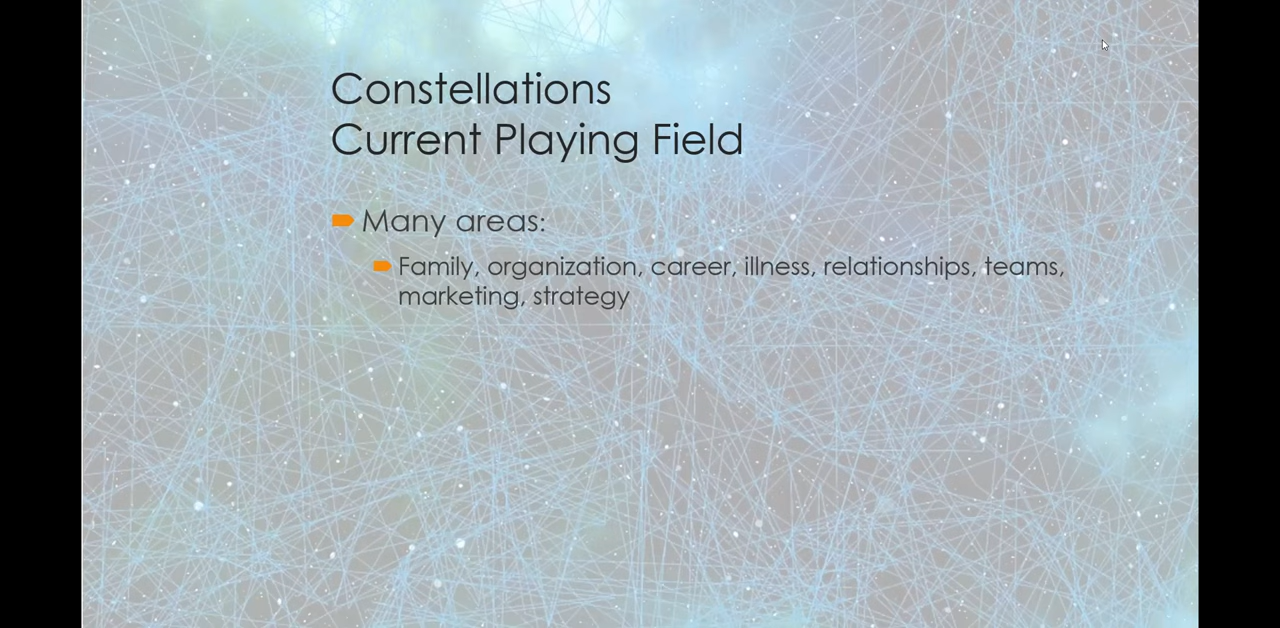 Constellations
Current Playing Field
Many areas:
Family, organization, career, illness, relationships, teams,
marketing, strategy